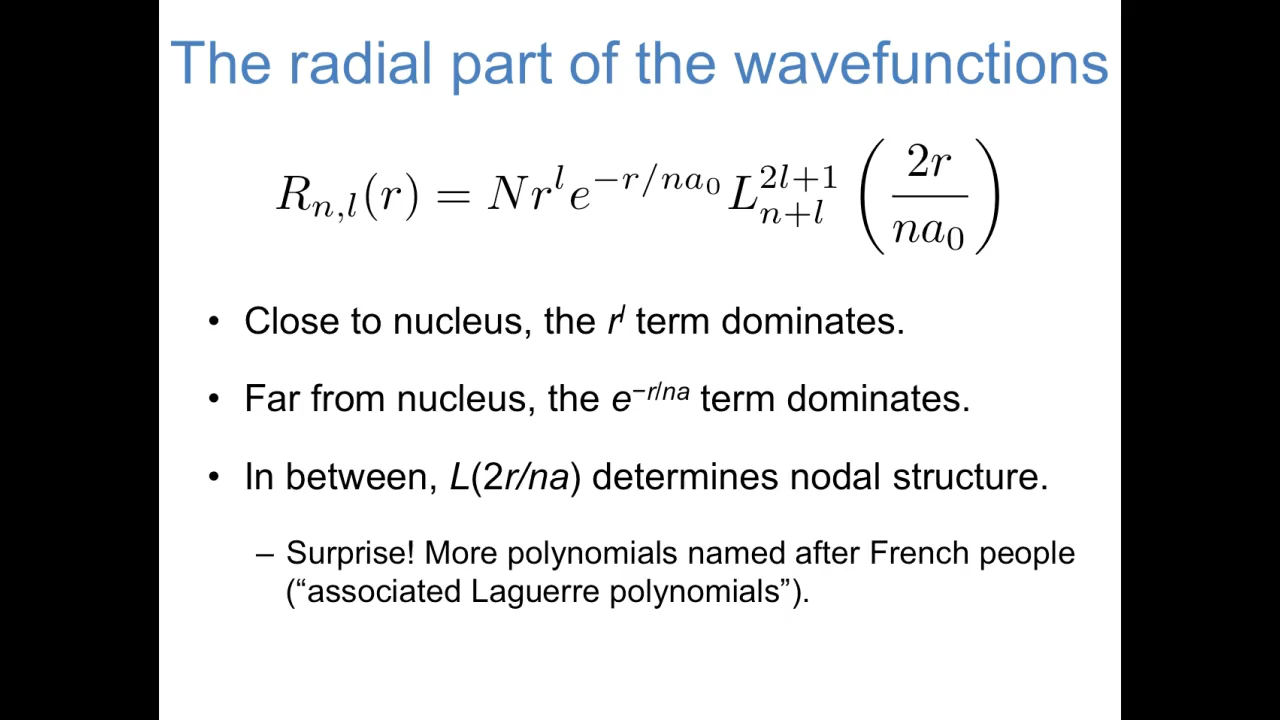 The radial part of the wavefunctions
R_{n,l}(r) = Nr^l e^{−r/na_0} L_{n+l}^{2l+1} (2r/na_0)
• Close to nucleus, the r^l term dominates.
• Far from nucleus, the e^{−r/na} term dominates.
• In between, L(2r/na) determines nodal structure.
– Surprise! More polynomials named after French people
(“associated Laguerre polynomials”).